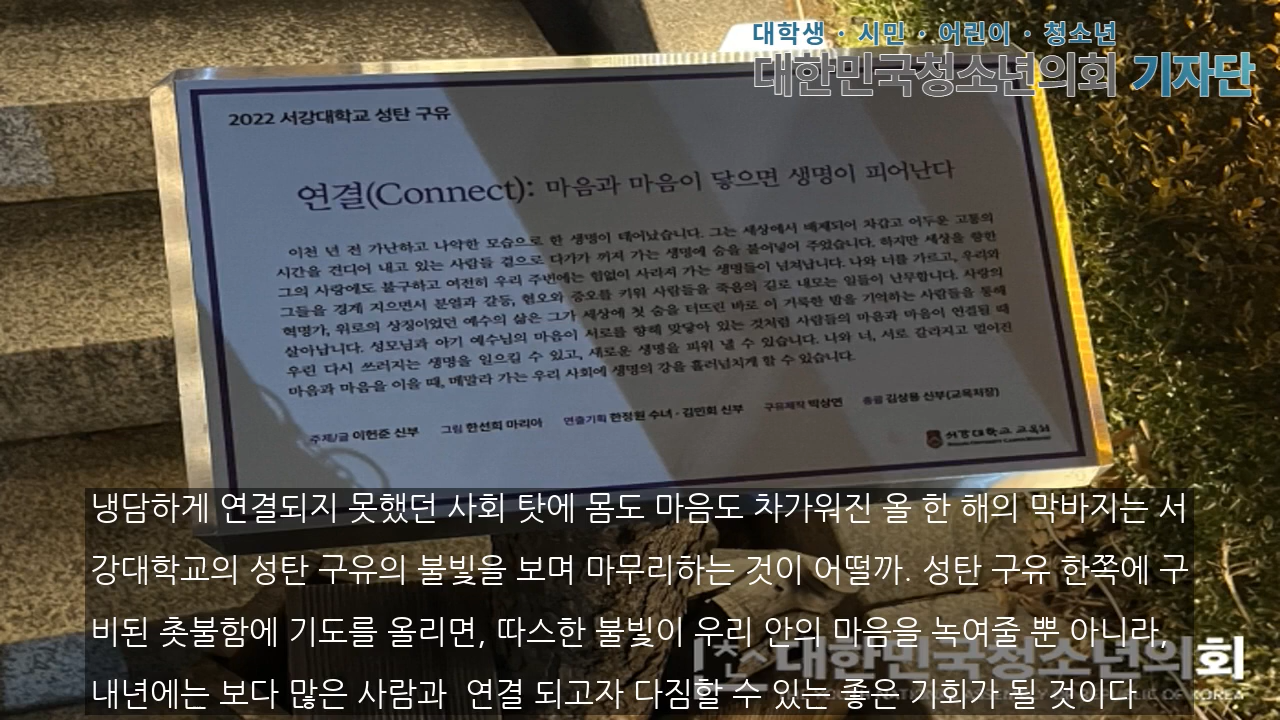 대학생 · 시민 · 어린이 · 청소년
대한민국청소년의회 기자단
2022 서강대학교 성탄 구유
연결(Connect): 마음과 마음이 닿으면 생명이 피어난다
이천 년 전 가난하고 나약한 모습으로 한 생명이 태어났습니다. 그는 세상에서 배제되어 차갑고 어두운 고통의
시간을 견디어 내고 있는 사람들 곁으로 다가가 꺼져 가는 생명에 숨을 불어넣어 주었습니다. 하지만 세상을 향한
그의 사랑에도 불구하고 여전히 우리 주변에는 힘없이 사라져 가는 생명들이 넘쳐납니다. 나와 너를 가르고, 우리와
그들을 경계 지으면서 분열과 갈등, 혐오와 증오를 키워 사람들을 죽음의 길로 내모는 일들이 난무합니다. 사랑의
혁명가, 위로의 상징이었던 예수의 삶은 그가 세상에 첫 숨을 터뜨린 바로 이 거룩한 밤을 기억하는 사람들을 통해
살아납니다. 성모님과 아기 예수님의 마음이 서로를 향해 맞닿아 있는 것처럼 사람들의 마음과 마음이 연결될 때
우린 다시 쓰러지는 생명을 일으킬 수 있고, 새로운 생명을 피워 낼 수 있습니다. 나와 너, 서로 갈라지고 멀어진
마음과 마음을 이을 때, 메말라 가는 우리 사회에 생명의 강을 흘러넘치게 할 수 있습니다.
주제/글 이헌준 신부 그림 한선희 마리아 연출기획 한정원 수녀 · 김민회 신부 구유제작 박상연 총괄 김상용 신부(교목처장)
서강대학교 교목처
냉담하게 연결되지 못했던 사회 탓에 몸도 마음도 차가워진 올 한 해의 막바지는 서
강대학교의 성탄 구유의 불빛을 보며 마무리하는 것이 어떨까. 성탄 구유 한쪽에 구
비된 촛불함에 기도를 올리면, 따스한 불빛이 우리 안의 마음을 녹여줄 뿐 아니라,
내년에는 보다 많은 사람과 연결 되고자 다짐할 수 있는 좋은 기회가 될 것이다
대한민국청소년의회